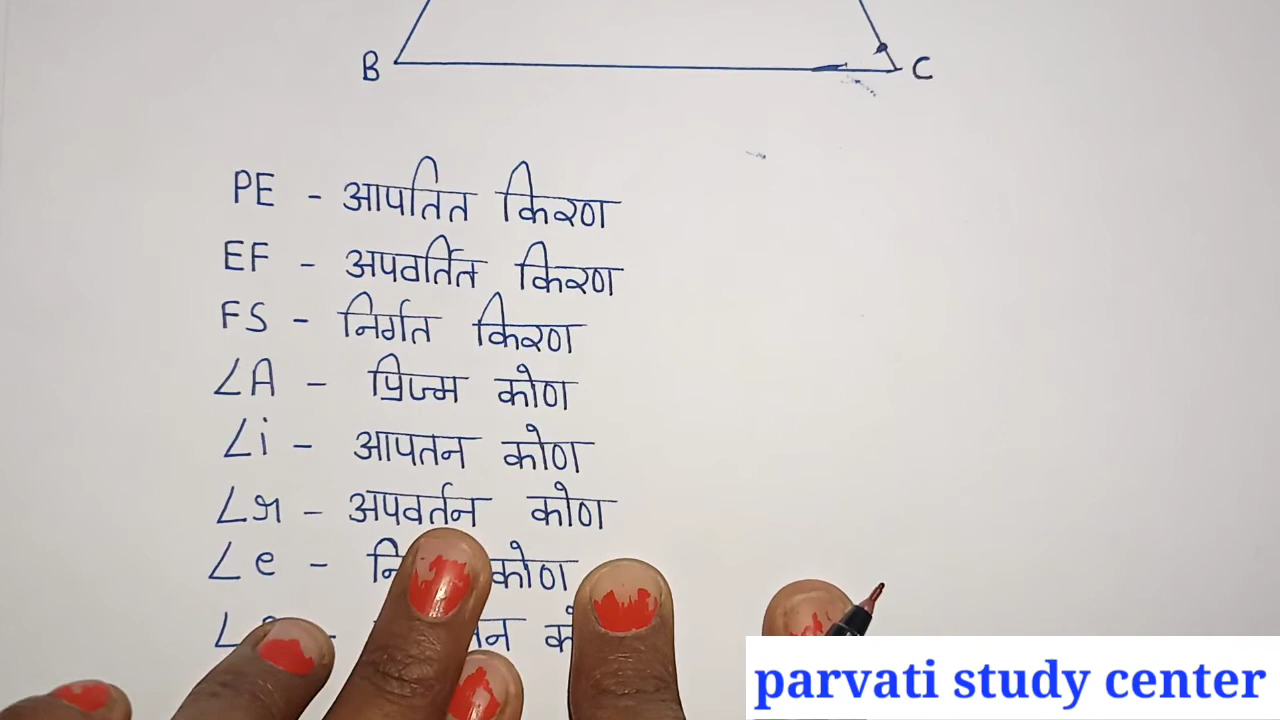 B C
PE - आपतित किरण
EF - अपवर्तित किरण
FS - निर्गत किरण
∠A - प्रिज्म कोण
∠i - आपतन कोण
∠r - अपवर्तन कोण
∠e - कोण
parvati study center